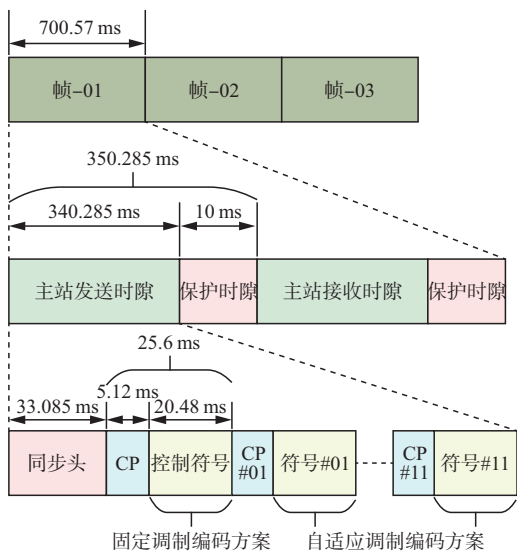 700.57 ms
帧-01 帧-02 帧-03
350.285 ms
340.285 ms 10 ms
主站发送时隙 保护时隙 主站接收时隙 保护时隙
25.6 ms
5.12 ms
33.085 ms 20.48 ms
同步头 CP 控制符号 CP #01 符号#01 CP #11 符号#11
固定调制编码方案 自适应调制编码方案